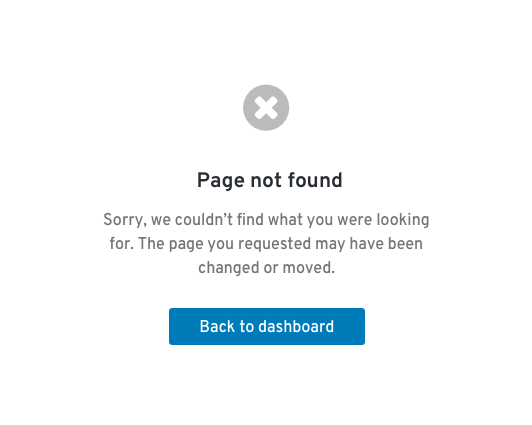 Page not found
Sorry, we couldn’t find what you were looking
for. The page you requested may have been
changed or moved.
Back to dashboard